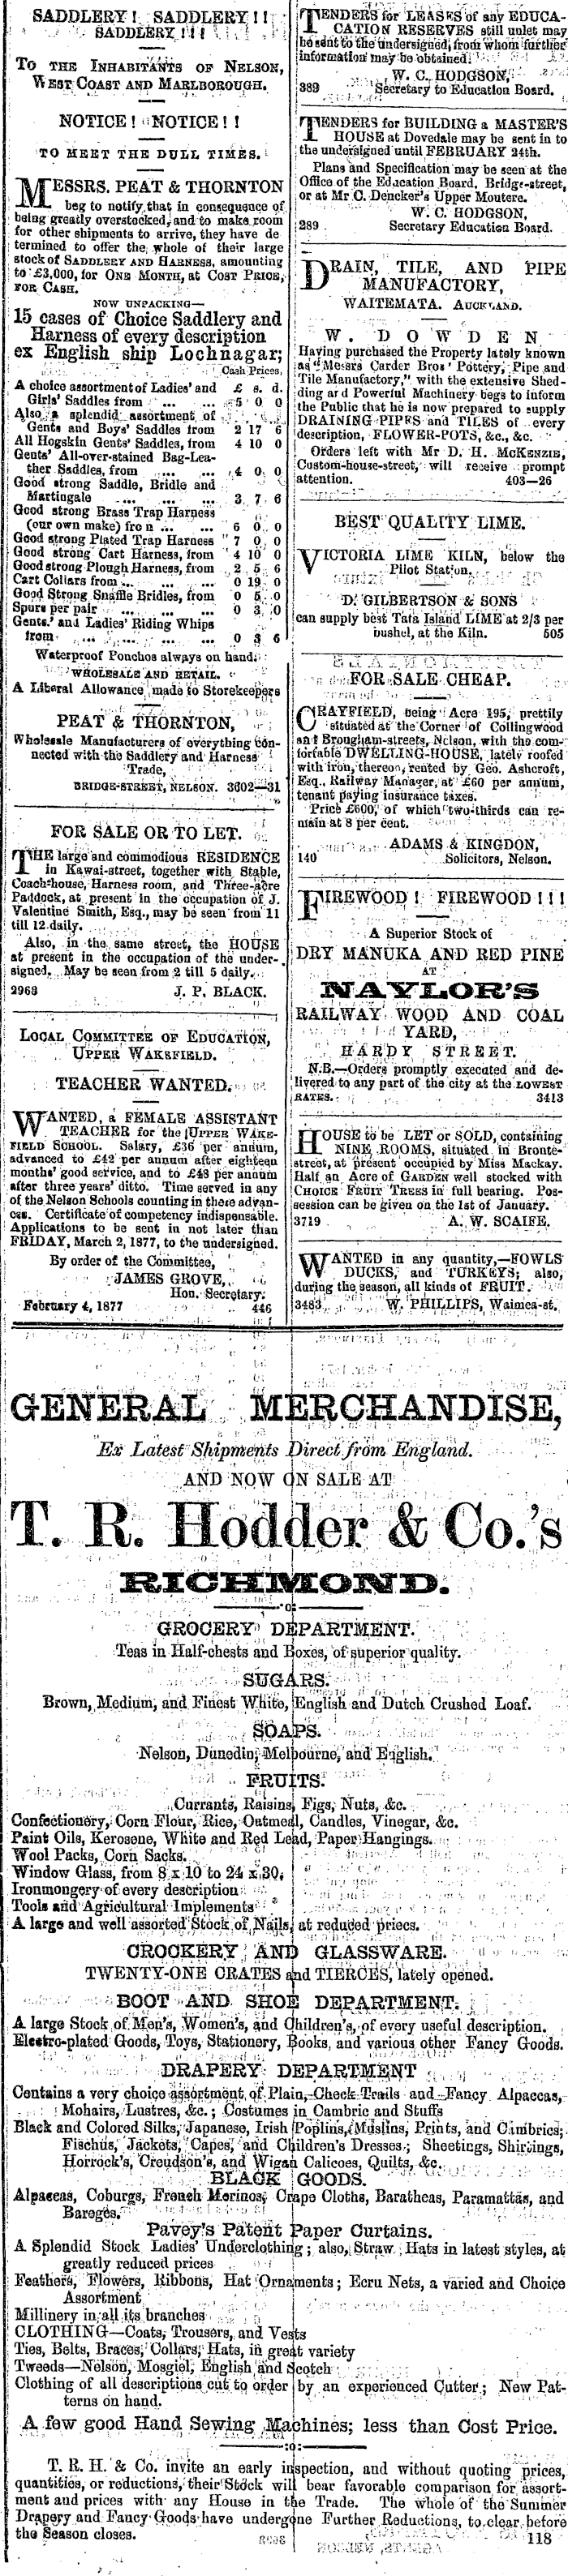 SADDLERY! SADDLERY!!
SADDLERY!!!
TO THE INHABITANTS OF NELSON,
WEST COAST AND MARLBOROUGH.
NOTICE! NOTICE!!
TO MEET THE DULL TIMES.
MESSRS. PEAT & THORNTON
beg to notify that in consequence of
being greatly overstocked, and to make room
for other shipments to arrive, they have de
termined to offer the whole of their large
stock of SADDLERY AND HARNESS, amounting
to £3,000, for ONE MONTH, at COST PRICE,
FOR CASH.
NOW UNPACKING—
15 cases of Choice Saddlery and
Harness of every description
ex English ship Lochnagar;
Cash Prices,
A choice assortment of Ladies' and £ s. d.
Girls' Saddles from ... ... 5 0 0
Also a splendid assortment of
Gents and Boys' Saddles from 2 17 6
All Hogskin Gents' Saddles, from 4 10 0
Gents' All-over-stained Bag-Lea-
ther Saddles, from ... ... 4 0 0
Good strong Saddle, Bridle and
Martingale ... ... ... 3 7 6
Good strong Brass Trap Harness
(our own make) from ... ... 6 0 0
Good strong Plated Trap Harness 7 0 0
Good strong Cart Harness, from 4 10 0
Good strong Plough Harness, from 2 5 6
Cart Collars from ... ... ... 0 19 0
Good Strong Snaffle Bridles, from 0 5 0
Spurs per pair ... ... ... 0 3 0
Gents.' and Ladies' Riding Whips
from ... ... ... ... 0 3 6
Waterproof Ponchos always on hand.
WHOLESALE AND RETAIL.
A Liberal Allowance made to Storekeepers
PEAT & THORNTON,
Wholesale Manufacturers of everything con-
nected with the Saddlery and Harness
Trade,
BRIDGE-STREET, NELSON. 3602—31
FOR SALE OR TO LET.
THE large and commodious RESIDENCE
in Kawai-street, together with Stable,
Coach-house, Harness room, and Three-acre
Paddock, at present in the occupation of J.
Valentine Smith, Esq., may be seen from 11
till 12 daily.
Also, in the same street, the HOUSE
at present in the occupation of the under-
signed. May be seen from 2 till 5 daily.
2968 J. P. BLACK.
LOCAL COMMITTEE OF EDUCATION,
UPPER WAKEFIELD.
TEACHER WANTED.
WANTED, a FEMALE ASSISTANT
TEACHER for the UPPER WAKE-
FIELD SCHOOL. Salary, £36 per annum,
advanced to £42 per annum after eighteen
months' good service, and to £48 per annum
after three years' ditto. Time served in any
of the Nelson Schools counting in these advan-
ces. Certificate of competency indispensable.
Applications to be sent in not later than
FRIDAY, March 2, 1877, to the undersigned.
By order of the Committee,
JAMES GROVE,
Hon. Secretary.
February 4, 1877 446
TENDERS for LEASES of any EDUCA-
CATION RESERVES still unlet may
be sent to the undersigned, from whom further
information may be obtained.
W. C. HODGSON,
389 Secretary to Education Board.
TENDERS for BUILDING a MASTER'S
HOUSE at Dovedale may be sent in to
the undersigned until FEBRUARY 24th.
Plans and Specification may be seen at the
Office of the Education Board, Bridge-street,
or at Mr C. Dencker's Upper Moutere.
W. C. HODGSON,
289 Secretary Education Board.
DRAIN, TILE, AND PIPE
MANUFACTORY,
WAITEMATA. AUCKLAND.
W. DOWDEN
Having purchased the Property lately known
as "Messrs Carder Bros' Pottery, Pipe and
Tile Manufactory," with the extensive Shed-
ding and Powerful Machinery begs to inform
the Public that he is now prepared to supply
DRAINING PIPES and TILES of every
description, FLOWER-POTS, &c., &c.
Orders left with Mr D. H. McKENZIE,
Custom-house-street, will receive prompt
attention. 403—26
BEST QUALITY LIME.
VICTORIA LIME KILN, below the
Pilot Station.
D. GILBERTSON & SONS
can supply best Tata Island LIME at 2/3 per
bushel, at the Kiln. 505
FOR SALE CHEAP.
CRAYFIELD, being Acre 195, prettily
situated at the Corner of Collingwood
and Brougham-streets, Nelson, with the com-
fortable DWELLING-HOUSE, lately roofed
with iron, thereon, rented by Geo. Ashcroft,
Esq., Railway Manager, at £60 per annum,
tenant paying insurance taxes.
Price £600, of which two-thirds can re-
main at 8 per cent.
ADAMS & KINGDON,
140 Solicitors, Nelson.
FIREWOOD! FIREWOOD!!!
A Superior Stock of
DRY MANUKA AND RED PINE
AT
NAYLOR'S
RAILWAY WOOD AND COAL
YARD,
HARDY STREET.
N.B.—Orders promptly executed and de-
livered to any part of the city at the LOWEST
RATES. 3413
HOUSE to be LET or SOLD, containing
NINE ROOMS, situated in Bronte-
street, at present occupied by Miss Mackay.
Half an Acre of GARDEN well stocked with
CHOICE FRUIT TREES in full bearing. Pos-
session can be given on the 1st of January.
3719 A. W. SCAIFE.
WANTED in any quantity,—FOWLS
DUCKS, and TURKEYS; also,
during the season, all kinds of FRUIT.
3483 W. PHILLIPS, Waimea-st.
GENERAL MERCHANDISE,
Ex Latest Shipments Direct from England.
AND NOW ON SALE AT
T. R. Hodder & Co.'s
RICHMOND.
:o:
GROCERY DEPARTMENT.
Teas in Half-chests and Boxes, of superior quality.
SUGARS.
Brown, Medium, and Finest White, English and Dutch Crushed Loaf.
SOAPS.
Nelson, Dunedin, Melbourne, and English.
FRUITS.
Currants, Raisins, Figs, Nuts, &c.
Confectionery, Corn Flour, Rice, Oatmeal, Candles, Vinegar, &c.
Paint Oils, Kerosene, White and Red Lead, Paper Hangings.
Wool Packs, Corn Sacks.
Window Glass, from 8 x 10 to 24 x 30.
Ironmongery of every description
Tools and Agricultural Implements
A large and well assorted Stock of Nails, at reduced priecs.
CROCKERY AND GLASSWARE.
TWENTY-ONE CRATES and TIERCES, lately opened.
BOOT AND SHOE DEPARTMENT.
A large Stock of Men's, Women's, and Children's, of every useful description.
Electro-plated Goods, Toys, Stationery, Books, and various other Fancy Goods.
DRAPERY DEPARTMENT
Contains a very choice assortment of Plain, Check Trails and Fancy Alpaccas,
Mohairs, Lustres, &c.; Costumes in Cambric and Stuffs
Black and Colored Silks, Japanese, Irish Poplins, Muslins, Prints, and Cambrics;
Fischus, Jackets, Capes, and Children's Dresses; Sheetings, Shirtings,
Horrock's, Creudson's, and Wigan Calicoes, Quilts, &c.
BLACK GOODS.
Alpaccas, Coburgs, French Merinos, Crape Cloths, Baratheas, Paramattas, and
Bareges.
Pavey's Patent Paper Curtains.
A Splendid Stock Ladies' Underclothing; also, Straw Hats in latest styles, at
greatly reduced prices
Feathers, Flowers, Ribbons, Hat Ornaments; Ecru Nets, a varied and Choice
Assortment
Millinery in all its branches
CLOTHING—Coats, Trousers, and Vests
Ties, Belts, Braces, Collars, Hats, in great variety
Tweeds—Nelson, Mosgiel, English and Scotch
Clothing of all descriptions cut to order by an experienced Cutter; New Pat-
terns on hand.
A few good Hand Sewing Machines; less than Cost Price.
:o:
T. R. H. & Co. invite an early inspection, and without quoting prices,
quantities, or reductions, their Stock will bear favorable comparison for assort-
ment and prices with any House in the Trade. The whole of the Summer
Drapery and Fancy Goods have undergone Further Reductions, to clear before
the Season closes. 118